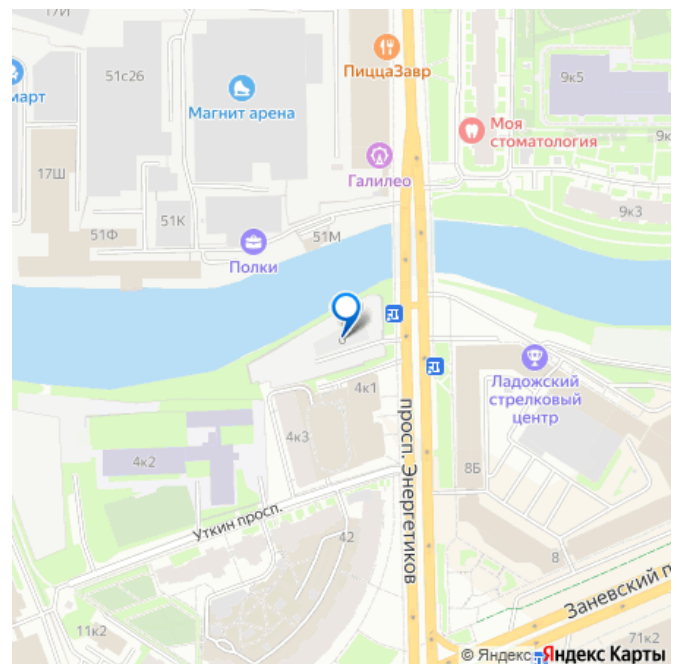 17И
51с26
ПиццаЗавр
9к5
март
Магнит арена
Моя
стоматология
9к
17Ш
Галилео
51К
9к3
51Ф
51М
Полки
6
Ладожский
стрелковый
центр
4к1
просп. Энергетиков
4к3
4к2
8Б
Уткин просп.
42
8
Заневский п
11к2
71к2
© Яндекс
Яндекс Карты